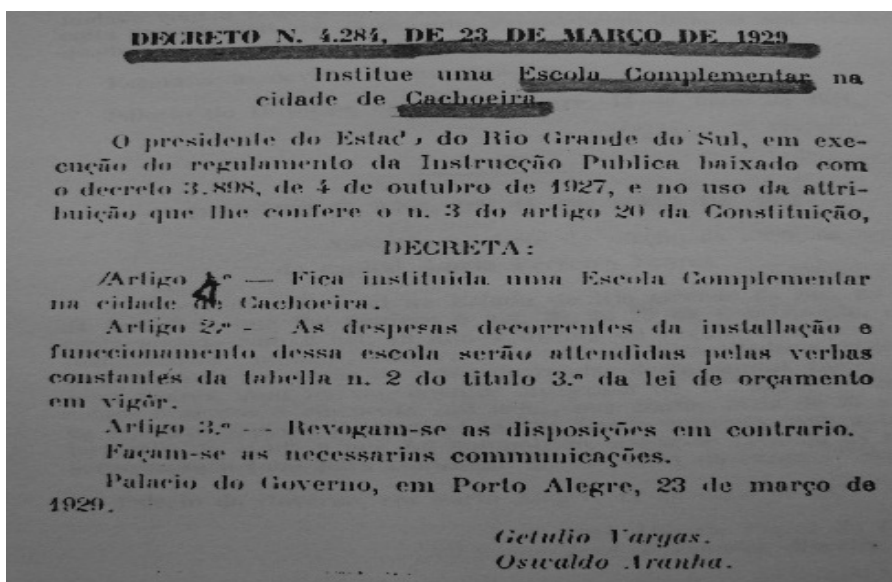 DECRETO N. 4.284, DE 23 DE MARÇO DE 1929
Institue uma Escola Complementar na
cidade de Cachoeira.
O presidente do Estado do Rio Grande do Sul, em exe-
cução do regulamento da Instrucção Publica baixado com
o decreto 3.898, de 4 de outubro de 1927, e no uso da attri-
buição que lhe confere o n. 3 do artigo 20 da Constituição,
DECRETA:
Artigo 1.º — Fica instituida uma Escola Complementar
na cidade de Cachoeira.
Artigo 2.º - As despesas decorrentes da installação e
funccionamento dessa escola serão attendidas pelas verbas
constantes da tabella n. 2 do titulo 3.º da lei de orçamento
em vigôr.
Artigo 3.º — Revogam-se as disposições em contrario.
Façam-se as necessarias communicações.
Palacio do Governo, em Porto Alegre, 23 de março de
1929.
Getulio Vargas.
Oswaldo Aranha.